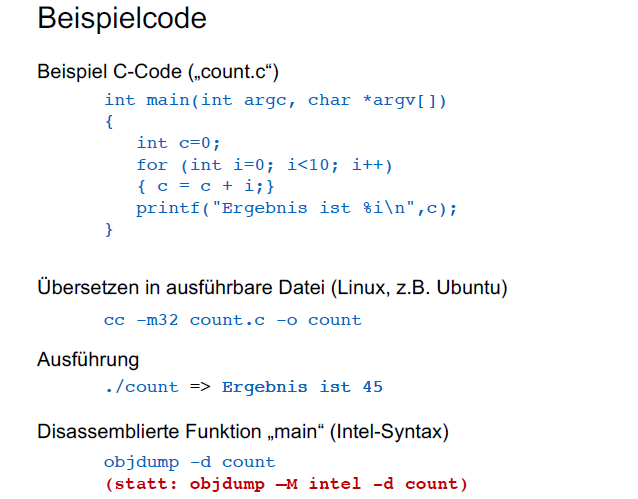 Beispielcode
Beispiel C-Code („count.c“)
int main(int argc, char *argv[])
{
int c=0;
for (int i=0; i<10; i++)
{ c = c + i;}
printf("Ergebnis ist %i\n",c);
}
Übersetzen in ausführbare Datei (Linux, z.B. Ubuntu)
cc –m32 count.c –o count
Ausführung
./count => Ergebnis ist 45
Disassemblierte Funktion „main“ (Intel-Syntax)
objdump –d count
(statt: objdump –M intel -d count)